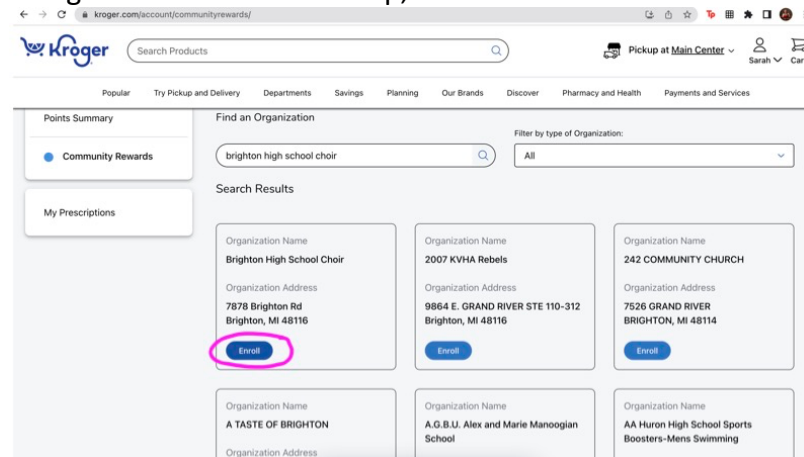 kroger.com/account/communityrewards/
Kroger
Search Products
Pickup at Main Center
Sarah
Popular Try Pickup and Delivery Departments Savings Planning Our Brands Discover Pharmacy and Health Payments and Services
Points Summary
Community Rewards
My Prescriptions
Find an Organization
Filter by type of Organization:
brighton high school choir
All
Search Results
Organization Name
Brighton High School Choir
Organization Address
7878 Brighton Rd
Brighton, MI 48116
Enroll
Organization Name
2007 KVHA Rebels
Organization Address
9864 E. GRAND RIVER STE 110-312
Brighton, MI 48116
Enroll
Organization Name
242 COMMUNITY CHURCH
Organization Address
7526 GRAND RIVER
BRIGHTON, MI 48114
Enroll
Organization Name
A TASTE OF BRIGHTON
Organization Address
Organization Name
A.G.B.U. Alex and Marie Manoogian
School
Organization Name
AA Huron High School Sports
Boosters-Mens Swimming